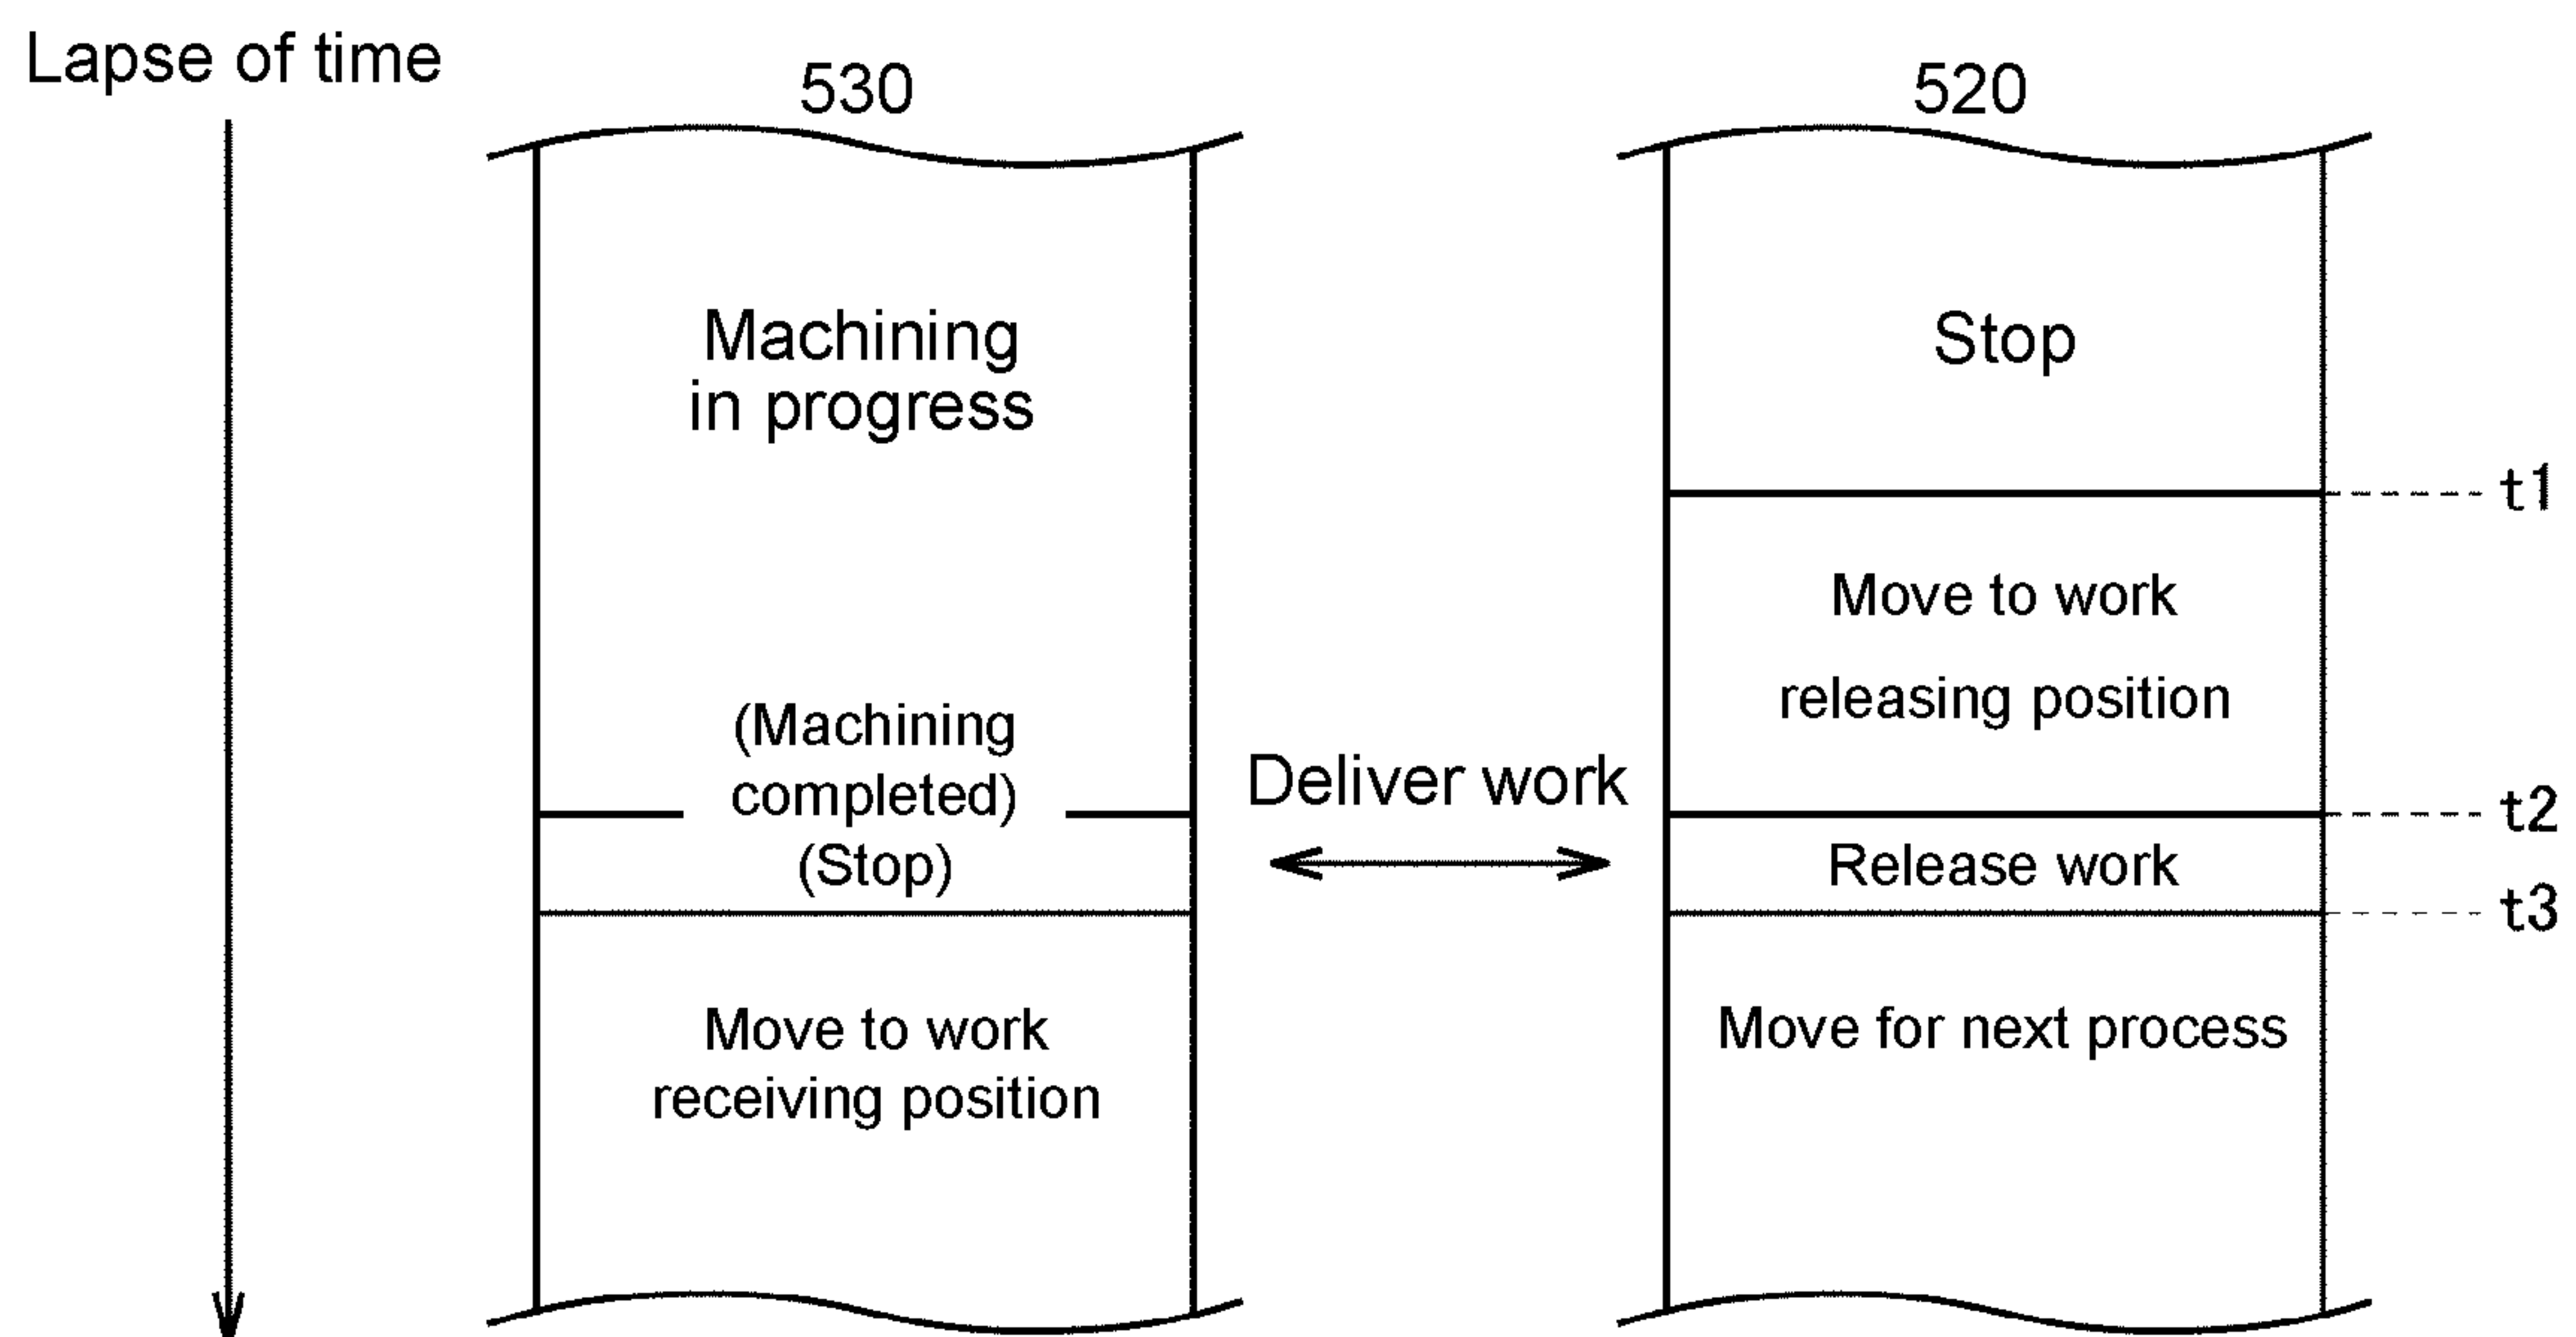 Lapse of time
530
520
Machining
in progress
Stop
t1
Move to work
releasing position
(Machining
completed)
(Stop)
Deliver work
t2
Release work
t3
Move to work
receiving position
Move for next process